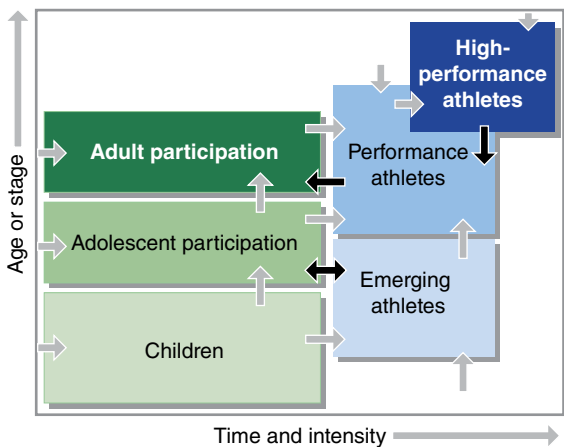 High-
performance
athletes
Adult participation
Performance
athletes
Adolescent participation
Emerging
athletes
Children
Age or stage
Time and intensity